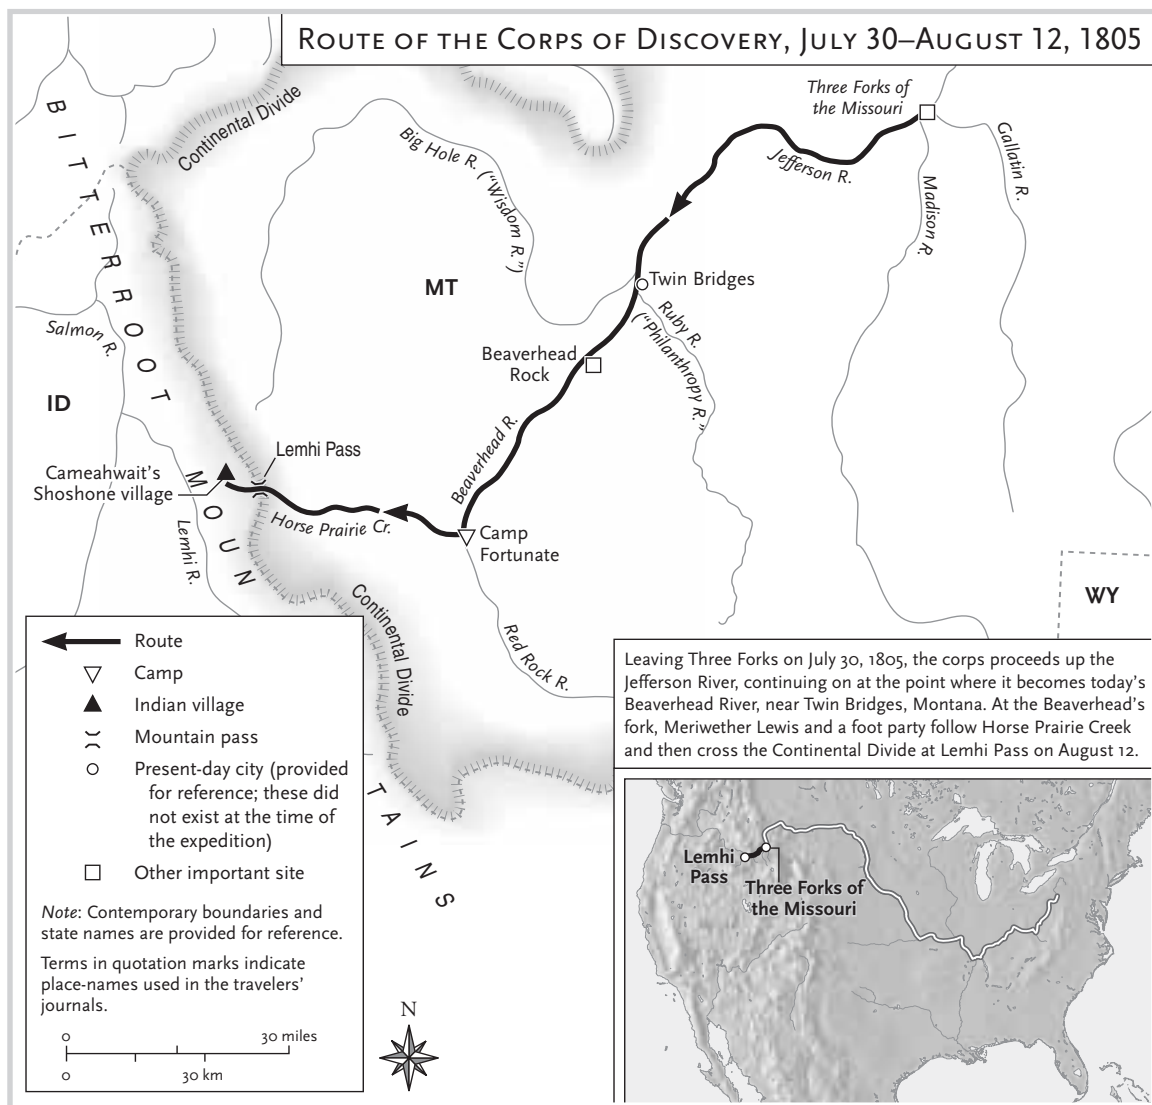 ROUTE OF THE CORPS OF DISCOVERY, JULY 30–AUGUST 12, 1805
Three Forks of
the Missouri
Continental Divide
BITTERROOT
MOUN
TAINS
Big Hole R. ("Wisdom R.")
Jefferson R.
Gallatin R.
Madison R.
MT
Twin Bridges
Ruby R.
("Philanthropy R."
Salmon R.
Beaverhead
Rock
ID
Beaverhead R.
Lemhi Pass
Cameahwait's
Shoshone village
Horse Prairie Cr.
Lemhi R.
Camp
Fortunate
Continental Divide
Red Rock R.
WY
Route
Camp
Indian village
Mountain pass
Present-day city (provided
for reference; these did
not exist at the time of
the expedition)
Other important site
Note: Contemporary boundaries and
state names are provided for reference.
Terms in quotation marks indicate
place-names used in the travelers'
journals.
0 30 miles
0 30 km
N
Leaving Three Forks on July 30, 1805, the corps proceeds up the
Jefferson River, continuing on at the point where it becomes today's
Beaverhead River, near Twin Bridges, Montana. At the Beaverhead's
fork, Meriwether Lewis and a foot party follow Horse Prairie Creek
and then cross the Continental Divide at Lemhi Pass on August 12.
Lemhi
Pass
Three Forks of
the Missouri